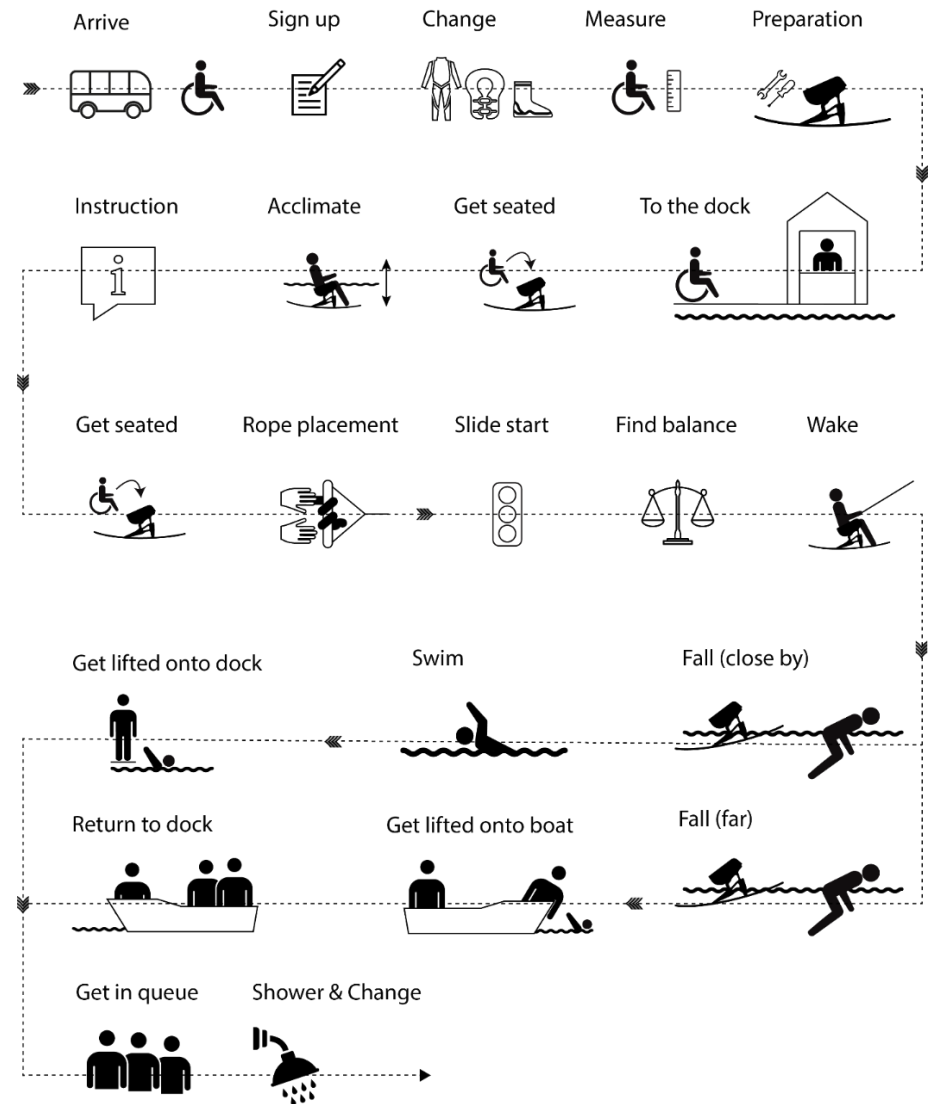 Arrive
Sign up
Change
Measure
Preparation
Instruction
Acclimate
Get seated
To the dock
i
Get seated
Rope placement
Slide start
Find balance
Wake
Get lifted onto dock
Swim
Fall (close by)
Return to dock
Get lifted onto boat
Fall (far)
Get in queue
Shower & Change